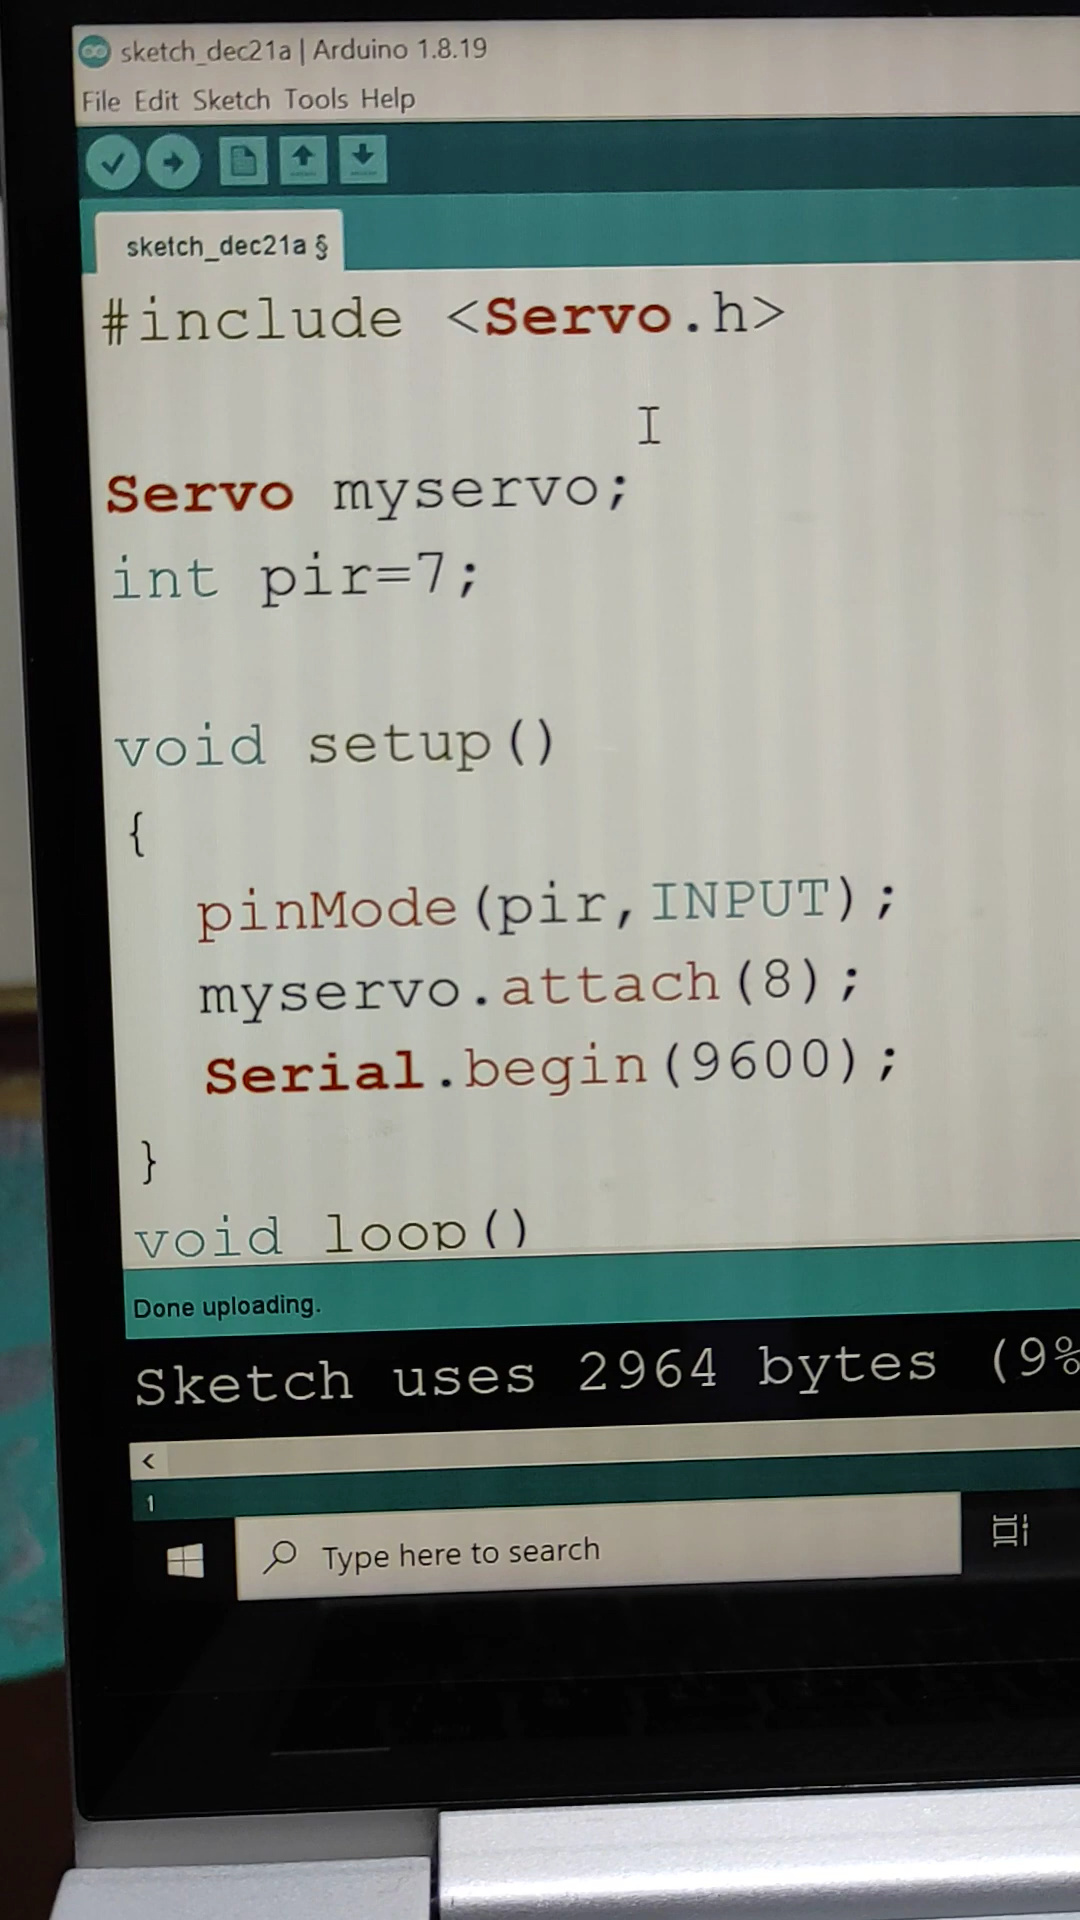 sketch_dec21a | Arduino 1.8.19
File Edit Sketch Tools Help
sketch_dec21a §
#include <Servo.h>
Servo myservo;
int pir=7;
void setup()
{
pinMode(pir,INPUT);
myservo.attach(8);
Serial.begin(9600);
}
void loop()
Done uploading.
Sketch uses 2964 bytes (9%
<
1
Type here to search